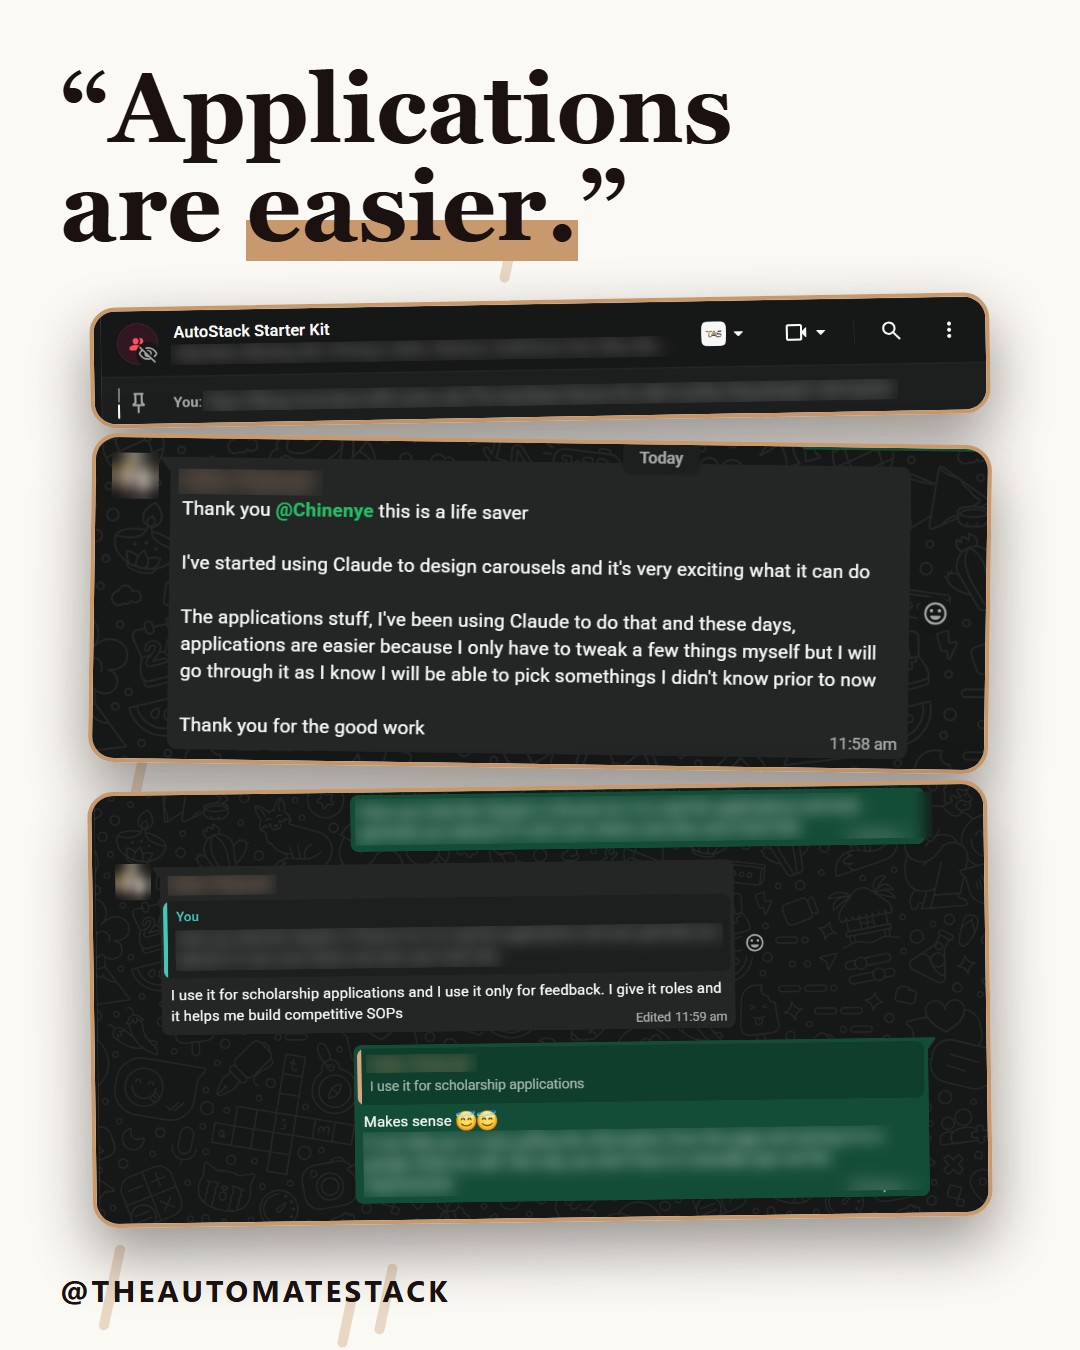 “Applications
are easier.”
AutoStack Starter Kit
TAS
You:
Today
Thank you @Chinenye this is a life saver
I've started using Claude to design carousels and it's very exciting what it can do
The applications stuff, I've been using Claude to do that and these days,
applications are easier because I only have to tweak a few things myself but I will
go through it as I know I will be able to pick somethings I didn't know prior to now
Thank you for the good work
11:58 am
You
I use it for scholarship applications and I use it only for feedback. I give it roles and
it helps me build competitive SOPs
Edited 11:59 am
I use it for scholarship applications
Makes sense 😇😇
@THEAUTOMATESTACK